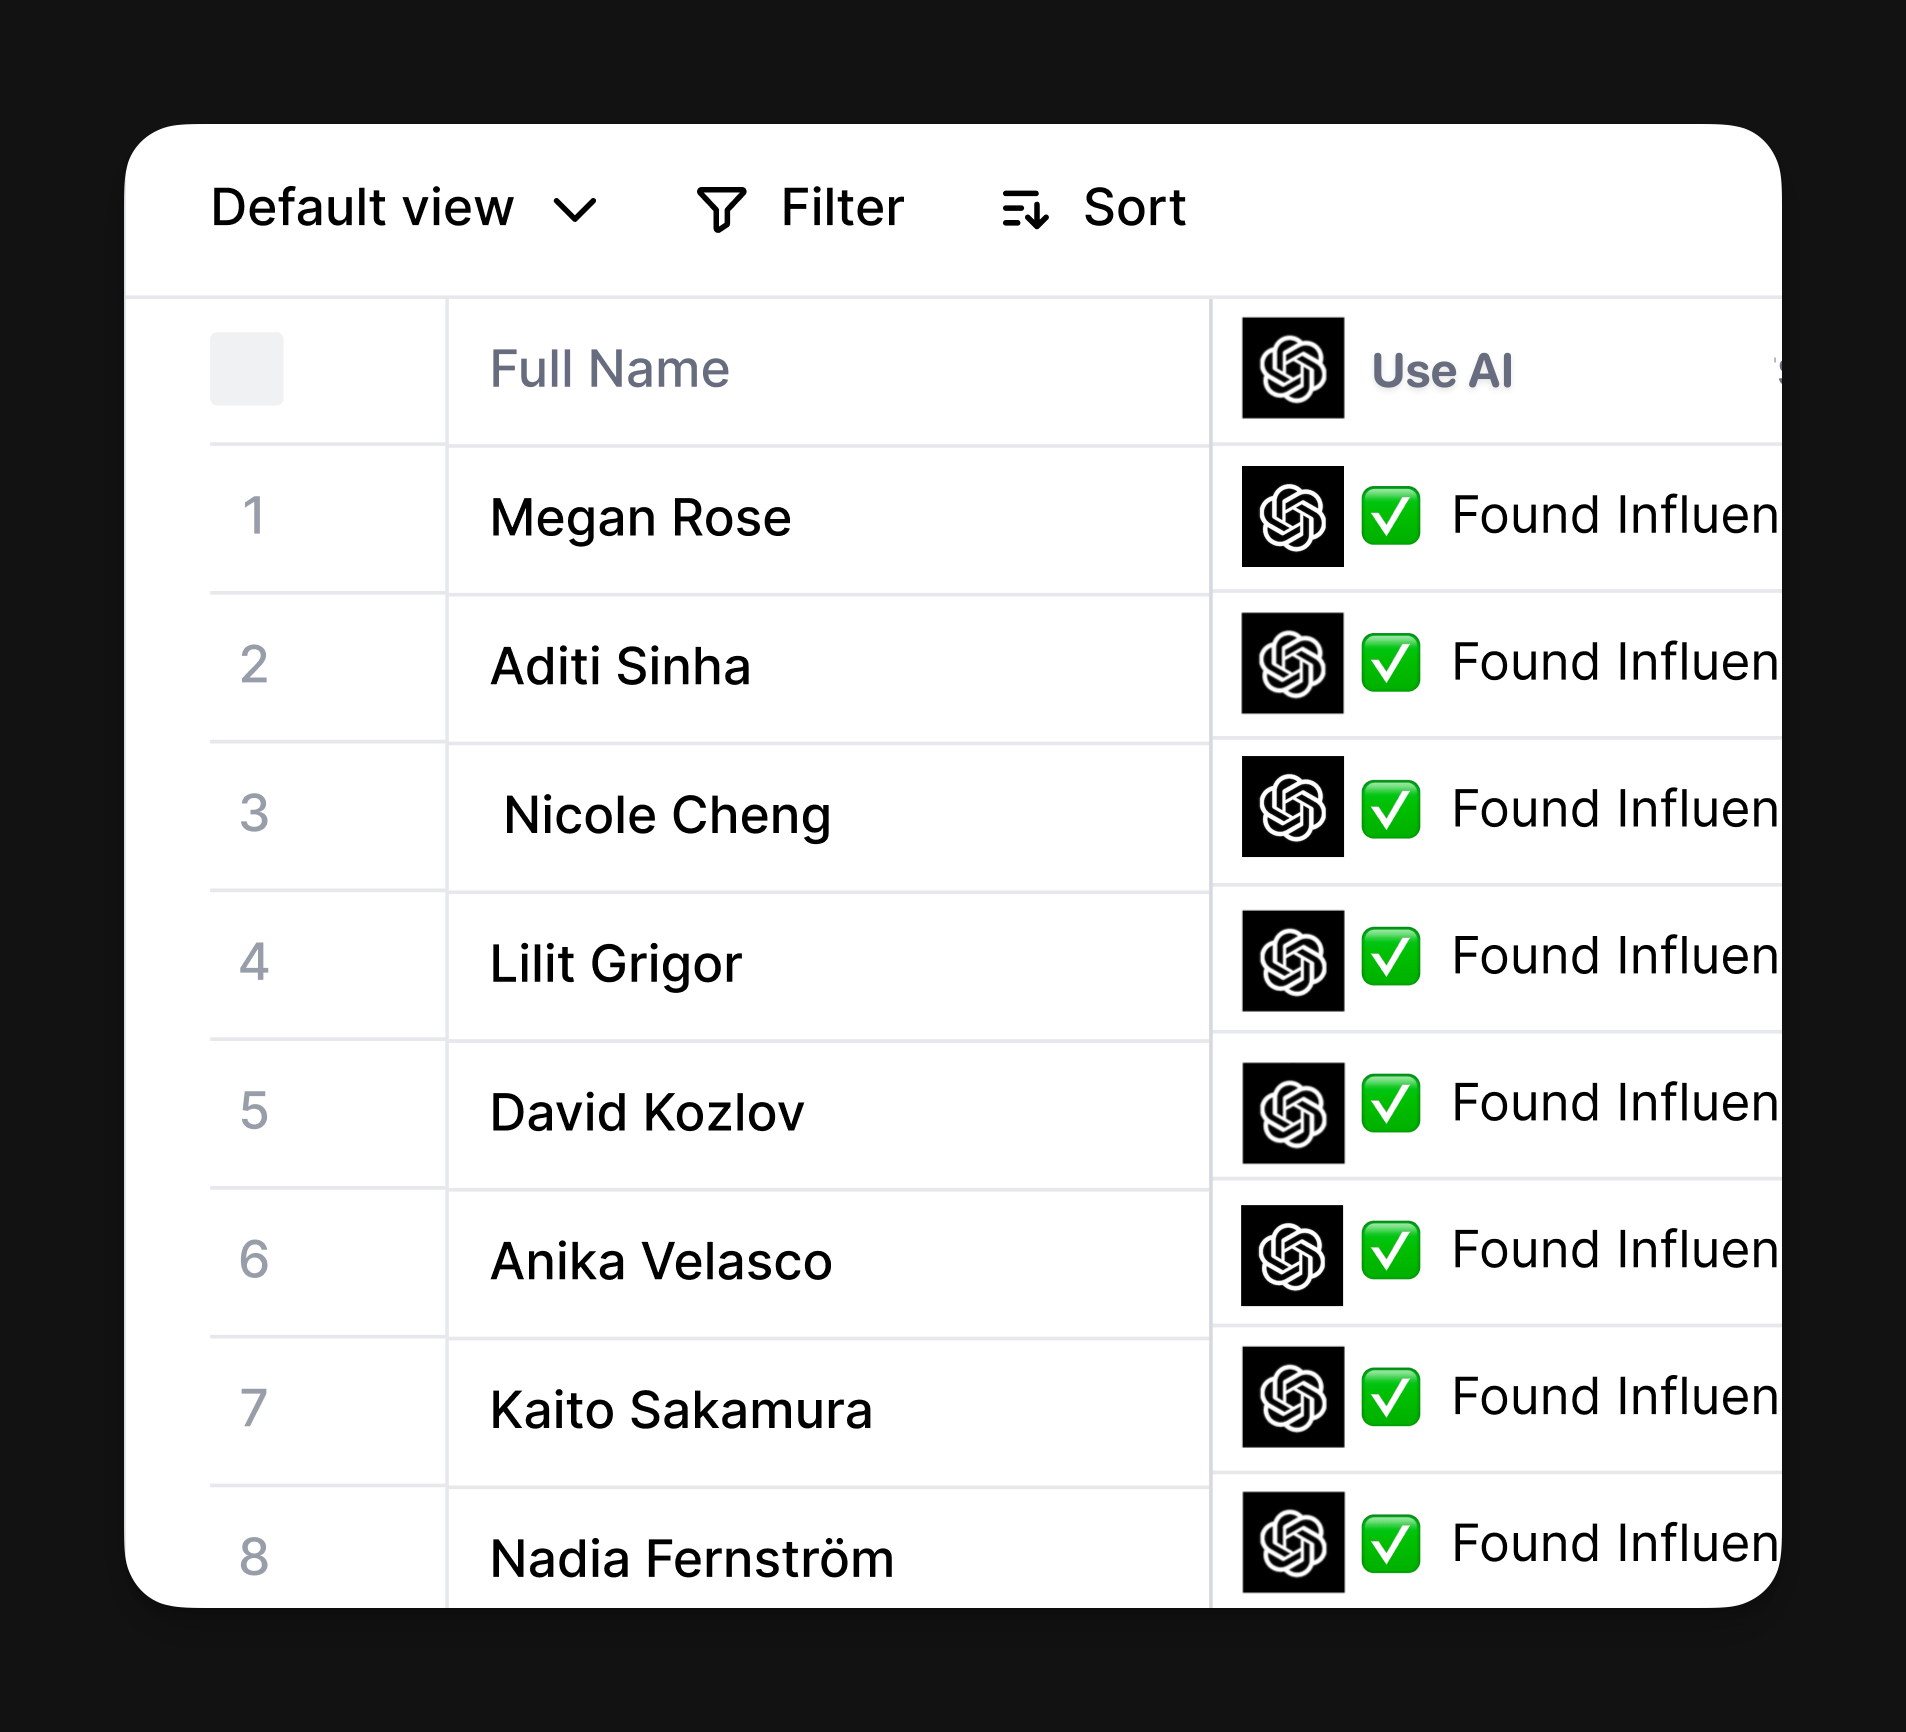 Default view Filter Sort
Full Name Use AI
1 Megan Rose ✅ Found Influen
2 Aditi Sinha ✅ Found Influen
3 Nicole Cheng ✅ Found Influen
4 Lilit Grigor ✅ Found Influen
5 David Kozlov ✅ Found Influen
6 Anika Velasco ✅ Found Influen
7 Kaito Sakamura ✅ Found Influen
8 Nadia Fernström ✅ Found Influen